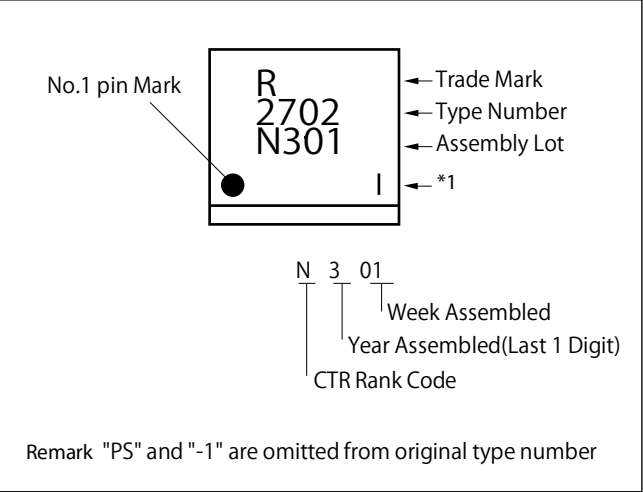 No.1 pin Mark
R
2702
N301
I
Trade Mark
Type Number
Assembly Lot
*1
N 3 01
Week Assembled
Year Assembled(Last 1 Digit)
CTR Rank Code
Remark "PS" and "-1" are omitted from original type number